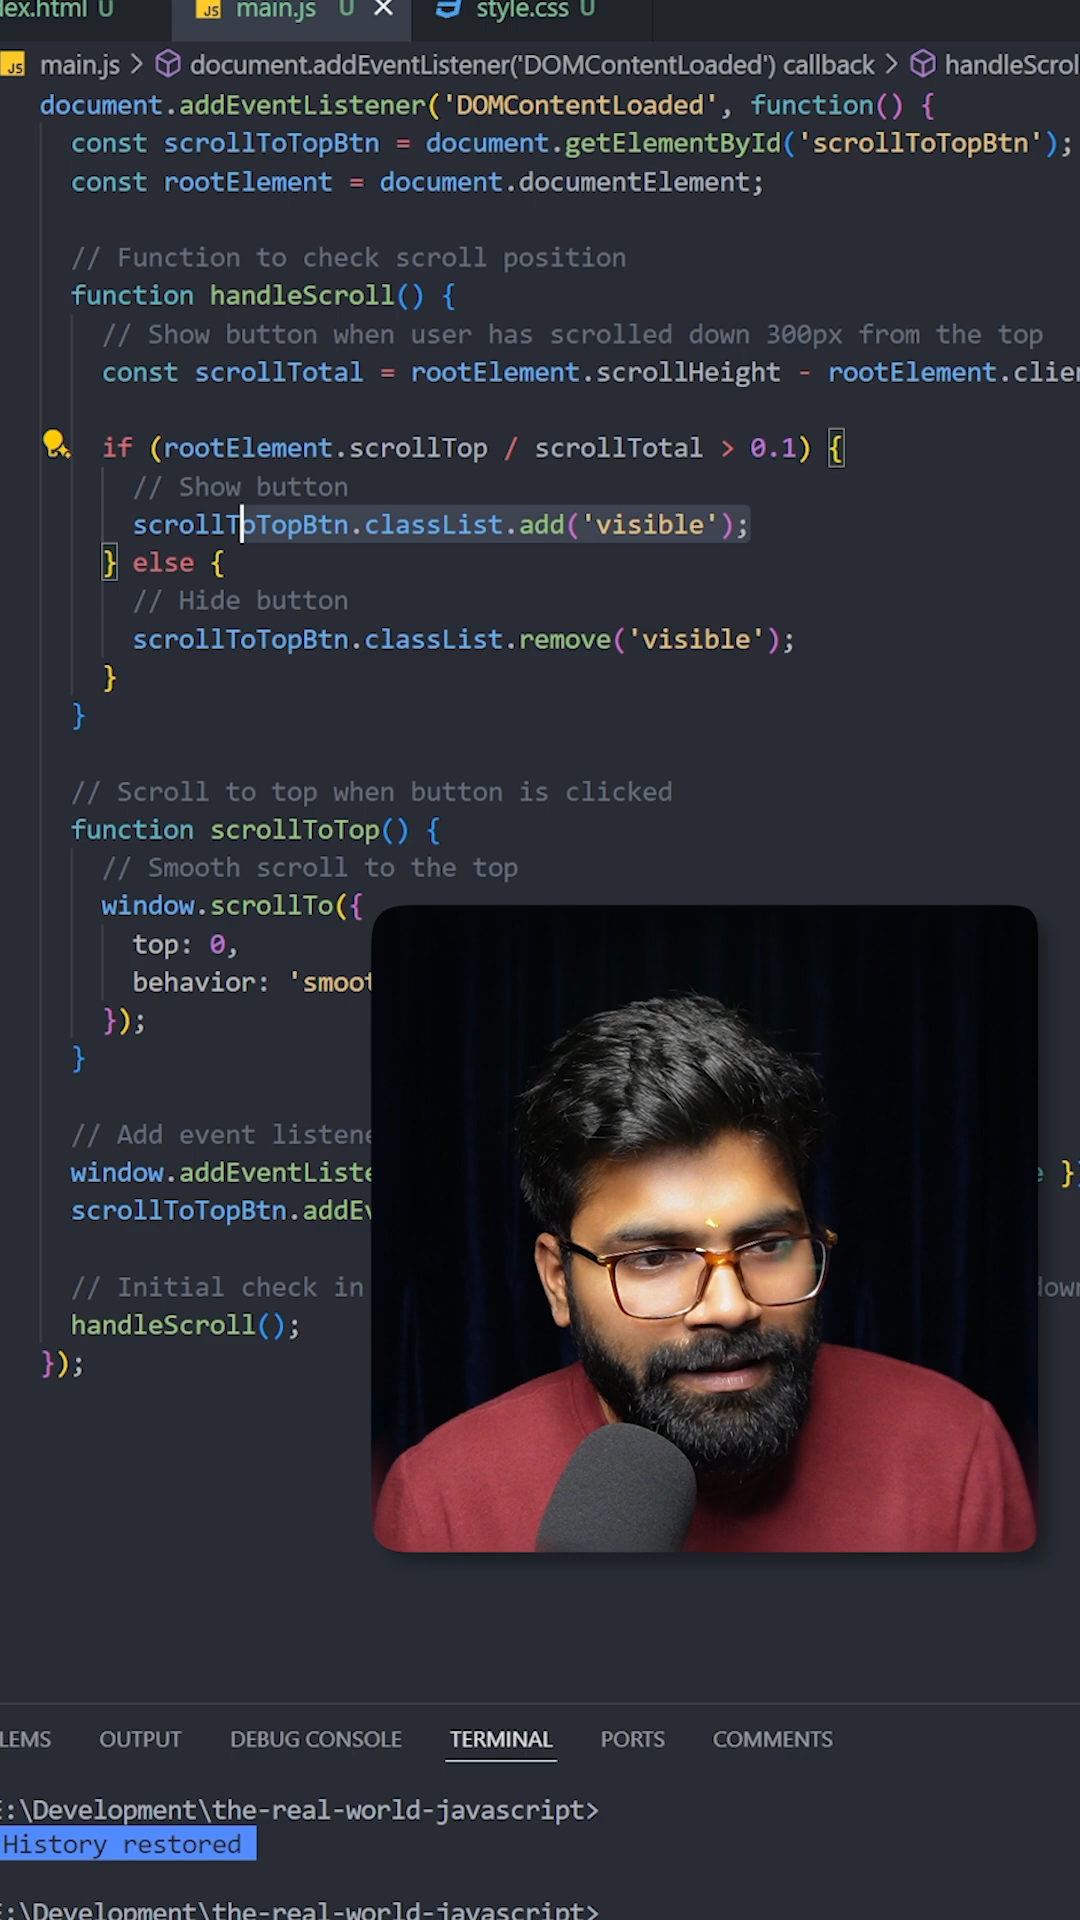 dex.html U JS main.js U × style.css U
JS main.js > document.addEventListener('DOMContentLoaded') callback > handleScrol
document.addEventListener('DOMContentLoaded', function() {
const scrollToTopBtn = document.getElementById('scrollToTopBtn');
const rootElement = document.documentElement;
// Function to check scroll position
function handleScroll() {
// Show button when user has scrolled down 300px from the top
const scrollTotal = rootElement.scrollHeight - rootElement.clie
if (rootElement.scrollTop / scrollTotal > 0.1) {
// Show button
scrollToTopBtn.classList.add('visible');
} else {
// Hide button
scrollToTopBtn.classList.remove('visible');
}
}
// Scroll to top when button is clicked
function scrollToTop() {
// Smooth scroll to the top
window.scrollTo({
top: 0,
behavior: 'smoot
});
}
// Add event listene
window.addEventListe e }
scrollToTopBtn.addEv
// Initial check in down
handleScroll();
});
LEMS OUTPUT DEBUG CONSOLE TERMINAL PORTS COMMENTS
E:\Development\the-real-world-javascript>
History restored
E:\Development\the-real-world-javascript>